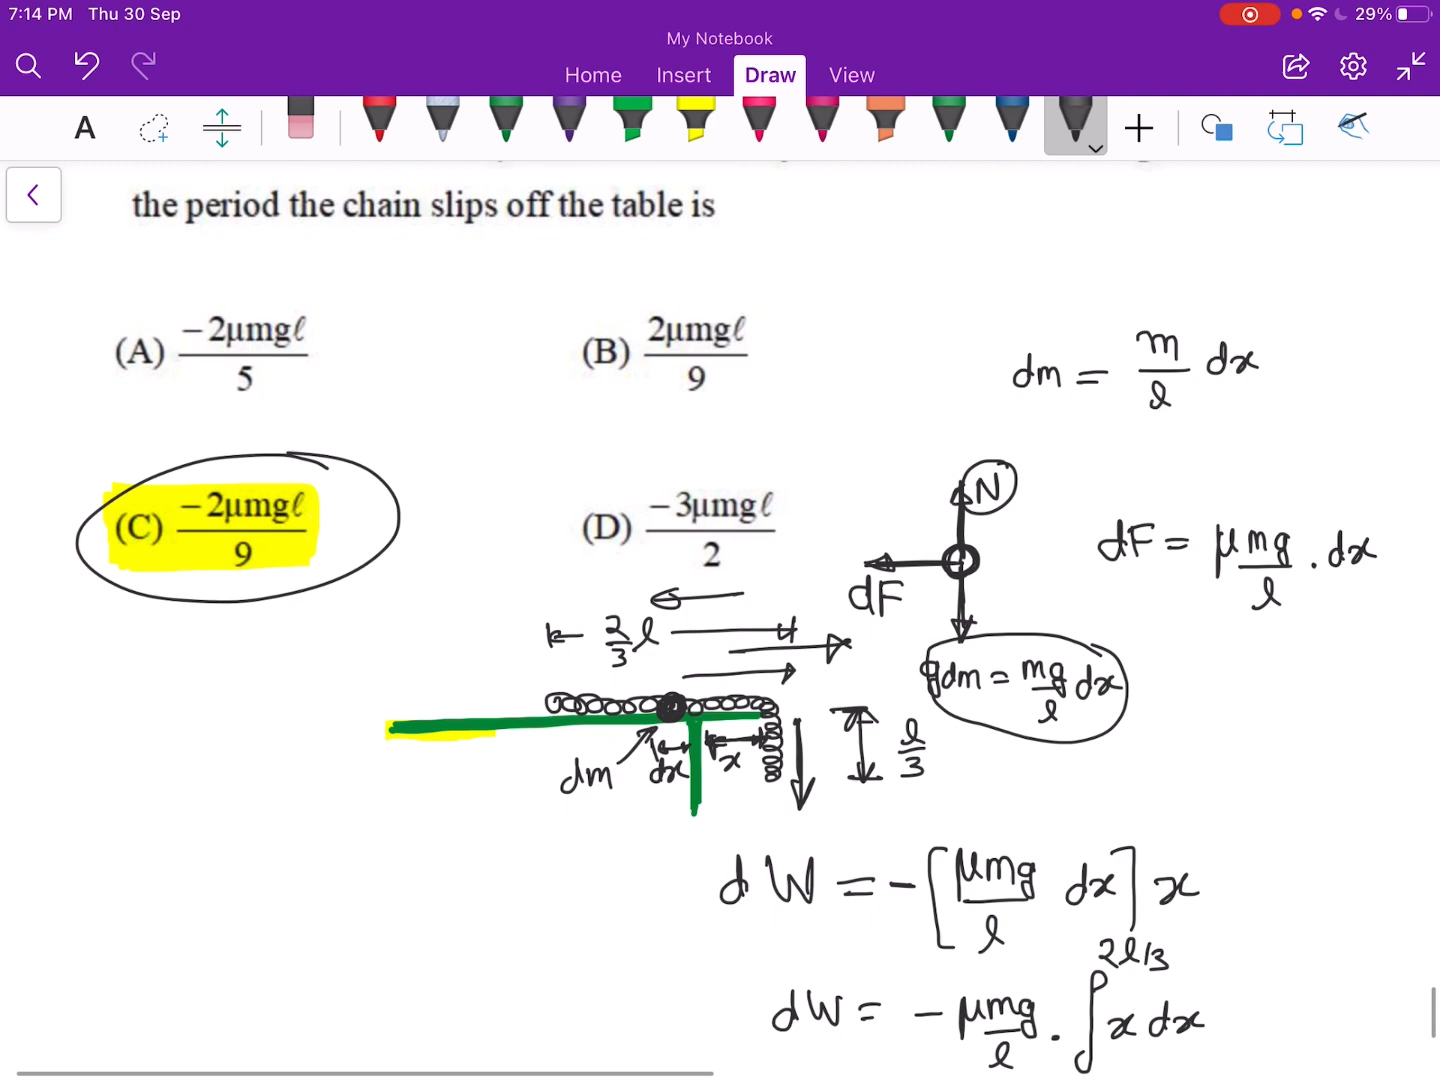 7:14 PM Thu 30 Sep
29%
My Notebook
Home Insert Draw View
A
the period the chain slips off the table is
(A) −2μmgℓ/5
(B) 2μmgℓ/9
dm = m/l dx
(C) −2μmgℓ/9
(D) −3μmgℓ/2
N
dF
dF = μmg/l . dx
2/3 l
gdm = mg/l dx
dm dx x
l/3
dW = −[μmg/l dx] x
2l/3
dW = − μmg/l . ∫ x dx